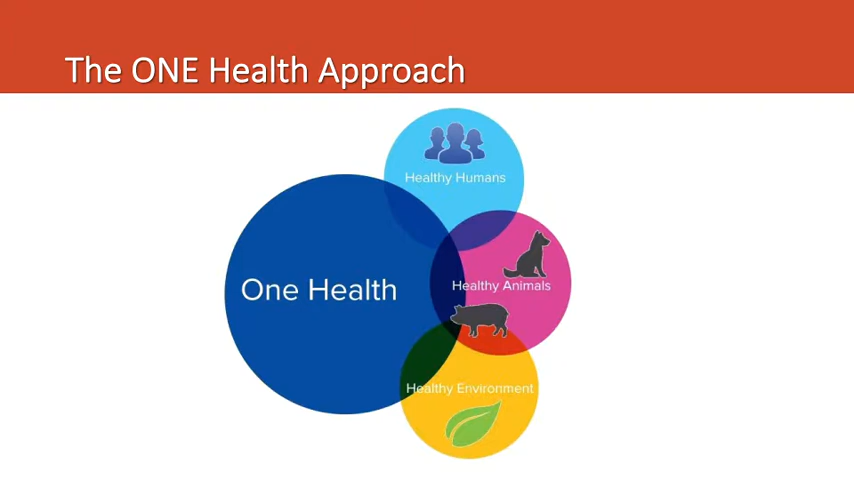 The ONE Health Approach
Healthy Humans
One Health
Healthy Animals
Healthy Environment